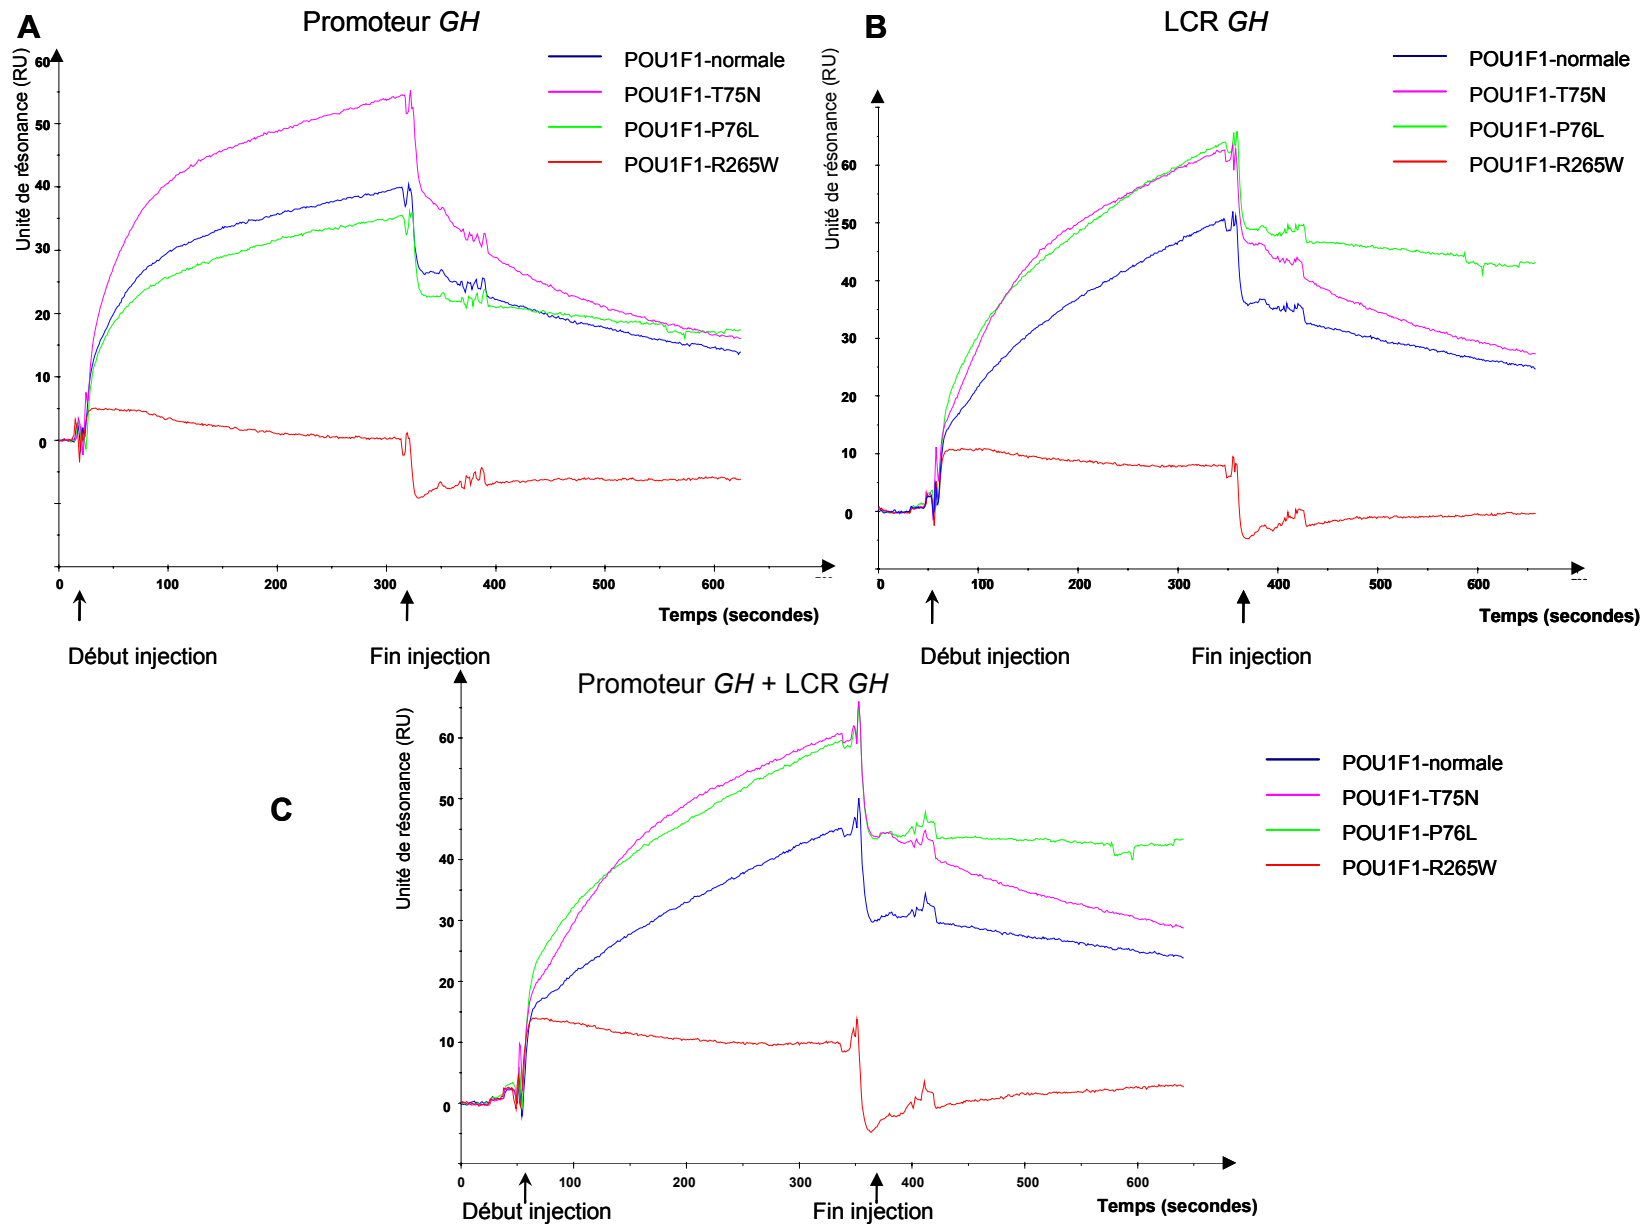 A
Promoteur GH
Unité de résonance (RU)
POU1F1-normale
POU1F1-T75N
POU1F1-P76L
POU1F1-R265W
60
50
40
30
20
10
0
0 100 200 300 400 500 600
Temps (secondes)
Début injection
Fin injection
B
LCR GH
Unité de résonance (RU)
POU1F1-normale
POU1F1-T75N
POU1F1-P76L
POU1F1-R265W
60
50
40
30
20
10
0
0 100 200 300 400 500 600
Temps (secondes)
Début injection
Fin injection
C
Promoteur GH + LCR GH
Unité de résonance (RU)
POU1F1-normale
POU1F1-T75N
POU1F1-P76L
POU1F1-R265W
60
50
40
30
20
10
0
0 100 200 300 400 500 600
Temps (secondes)
Début injection
Fin injection